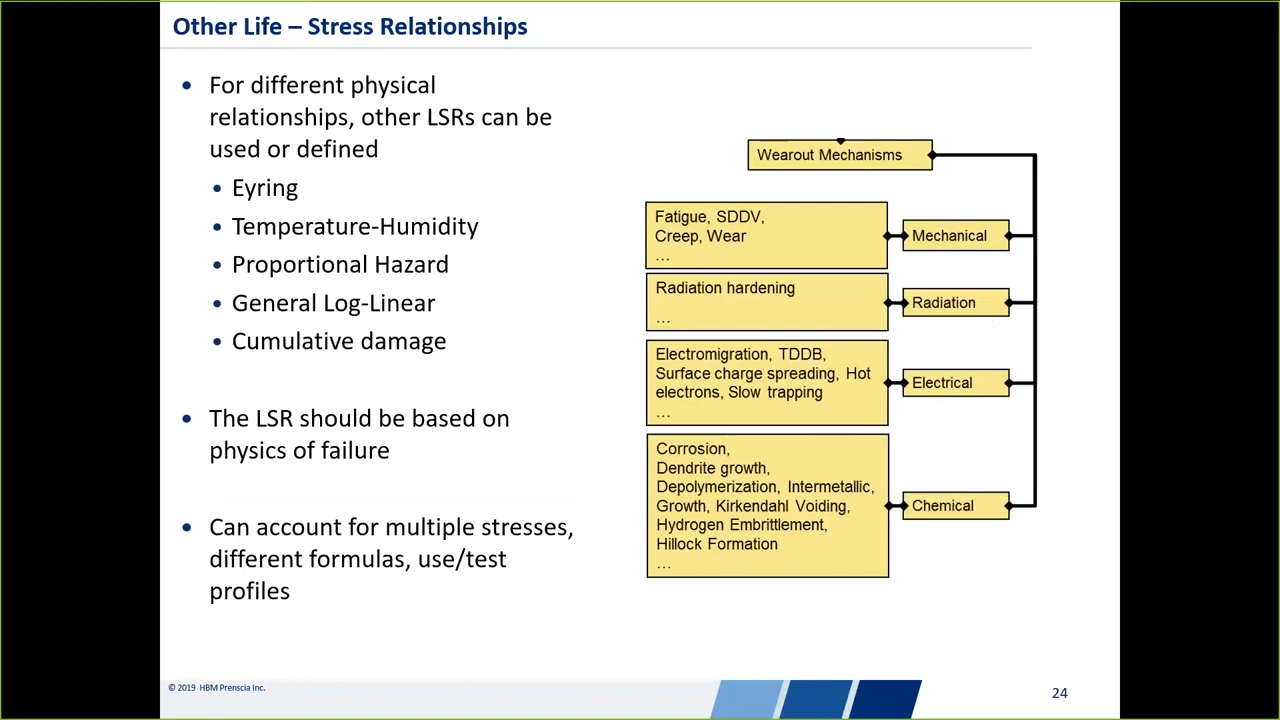 Other Life – Stress Relationships
• For different physical
relationships, other LSRs can be
used or defined
• Eyring
• Temperature-Humidity
• Proportional Hazard
• General Log-Linear
• Cumulative damage
• The LSR should be based on
physics of failure
• Can account for multiple stresses,
different formulas, use/test
profiles
Wearout Mechanisms
Fatigue, SDDV,
Creep, Wear
...
Mechanical
Radiation hardening
...
Radiation
Electromigration, TDDB,
Surface charge spreading, Hot
electrons, Slow trapping
...
Electrical
Corrosion,
Dendrite growth,
Depolymerization, Intermetallic,
Growth, Kirkendahl Voiding,
Hydrogen Embrittlement,
Hillock Formation
...
Chemical
© 2019 HBM Prenscia Inc.
24